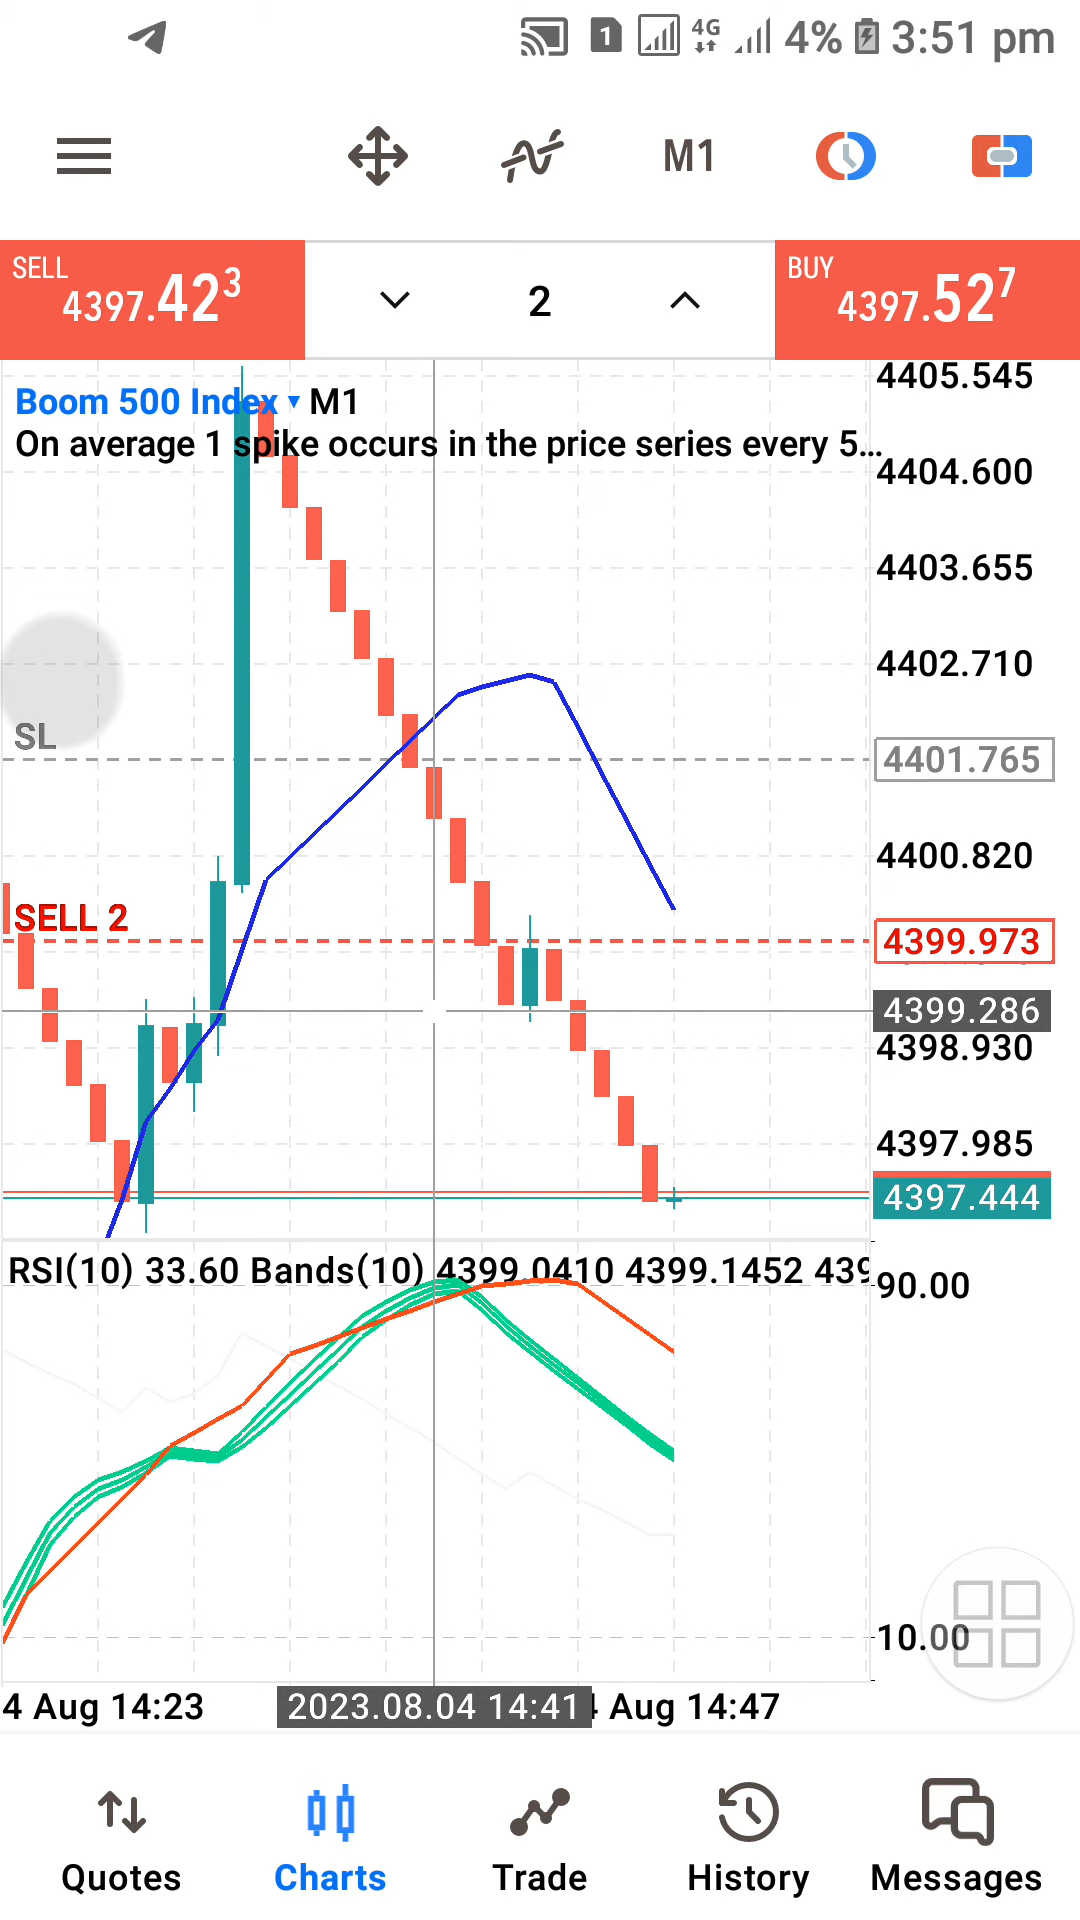 1 4G 4% 3:51 pm
M1
SELL
4397.423
2
BUY
4397.527
4405.545
Boom 500 Index ▾ M1
On average 1 spike occurs in the price series every 5...
4404.600
4403.655
4402.710
SL
4401.765
4400.820
SELL 2
4399.973
4399.286
4398.930
4397.985
4397.444
RSI(10) 33.60 Bands(10) 4399.0410 4399.1452 439
90.00
10.00
4 Aug 14:23 2023.08.04 14:41 Aug 14:47
Quotes Charts Trade History Messages